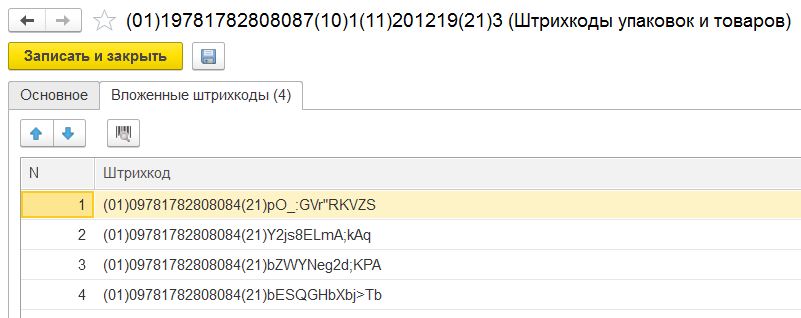 (01)19781782808087(10)1(11)201219(21)3 (Штрихкоды упаковок и товаров)
Записать и закрыть
Основное Вложенные штрихкоды (4)
N Штрихкод
1 (01)09781782808084(21)pO_:GVr"RKVZS
2 (01)09781782808084(21)Y2js8ELmA;kAq
3 (01)09781782808084(21)bZWYNeg2d;KPA
4 (01)09781782808084(21)bESQGHbXbj>Tb